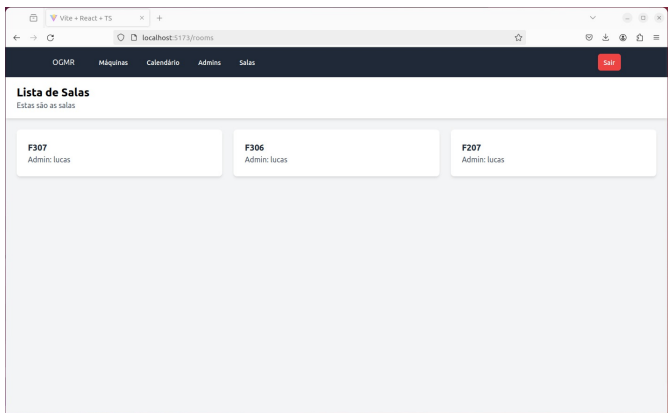 Vite + React + TS
localhost:5173/rooms
OGMR Máquinas Calendário Admins Salas Sair
Lista de Salas
Estas são as salas
F307
Admin: lucas
F306
Admin: lucas
F207
Admin: lucas